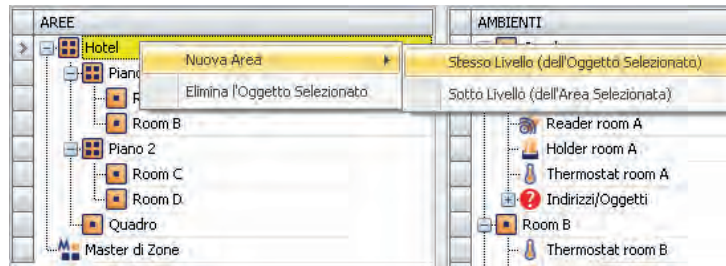 AREE
Hotel
Nuova Area
Elimina l'Oggetto Selezionato
Stesso Livello (dell'Oggetto Selezionato)
Sotto Livello (dell'Area Selezionata)
Room B
Piano 2
Room C
Room D
Quadro
Master di Zone
AMBIENTI
Reader room A
Holder room A
Thermostat room A
Indirizzi/Oggetti
Room B
Thermostat room B